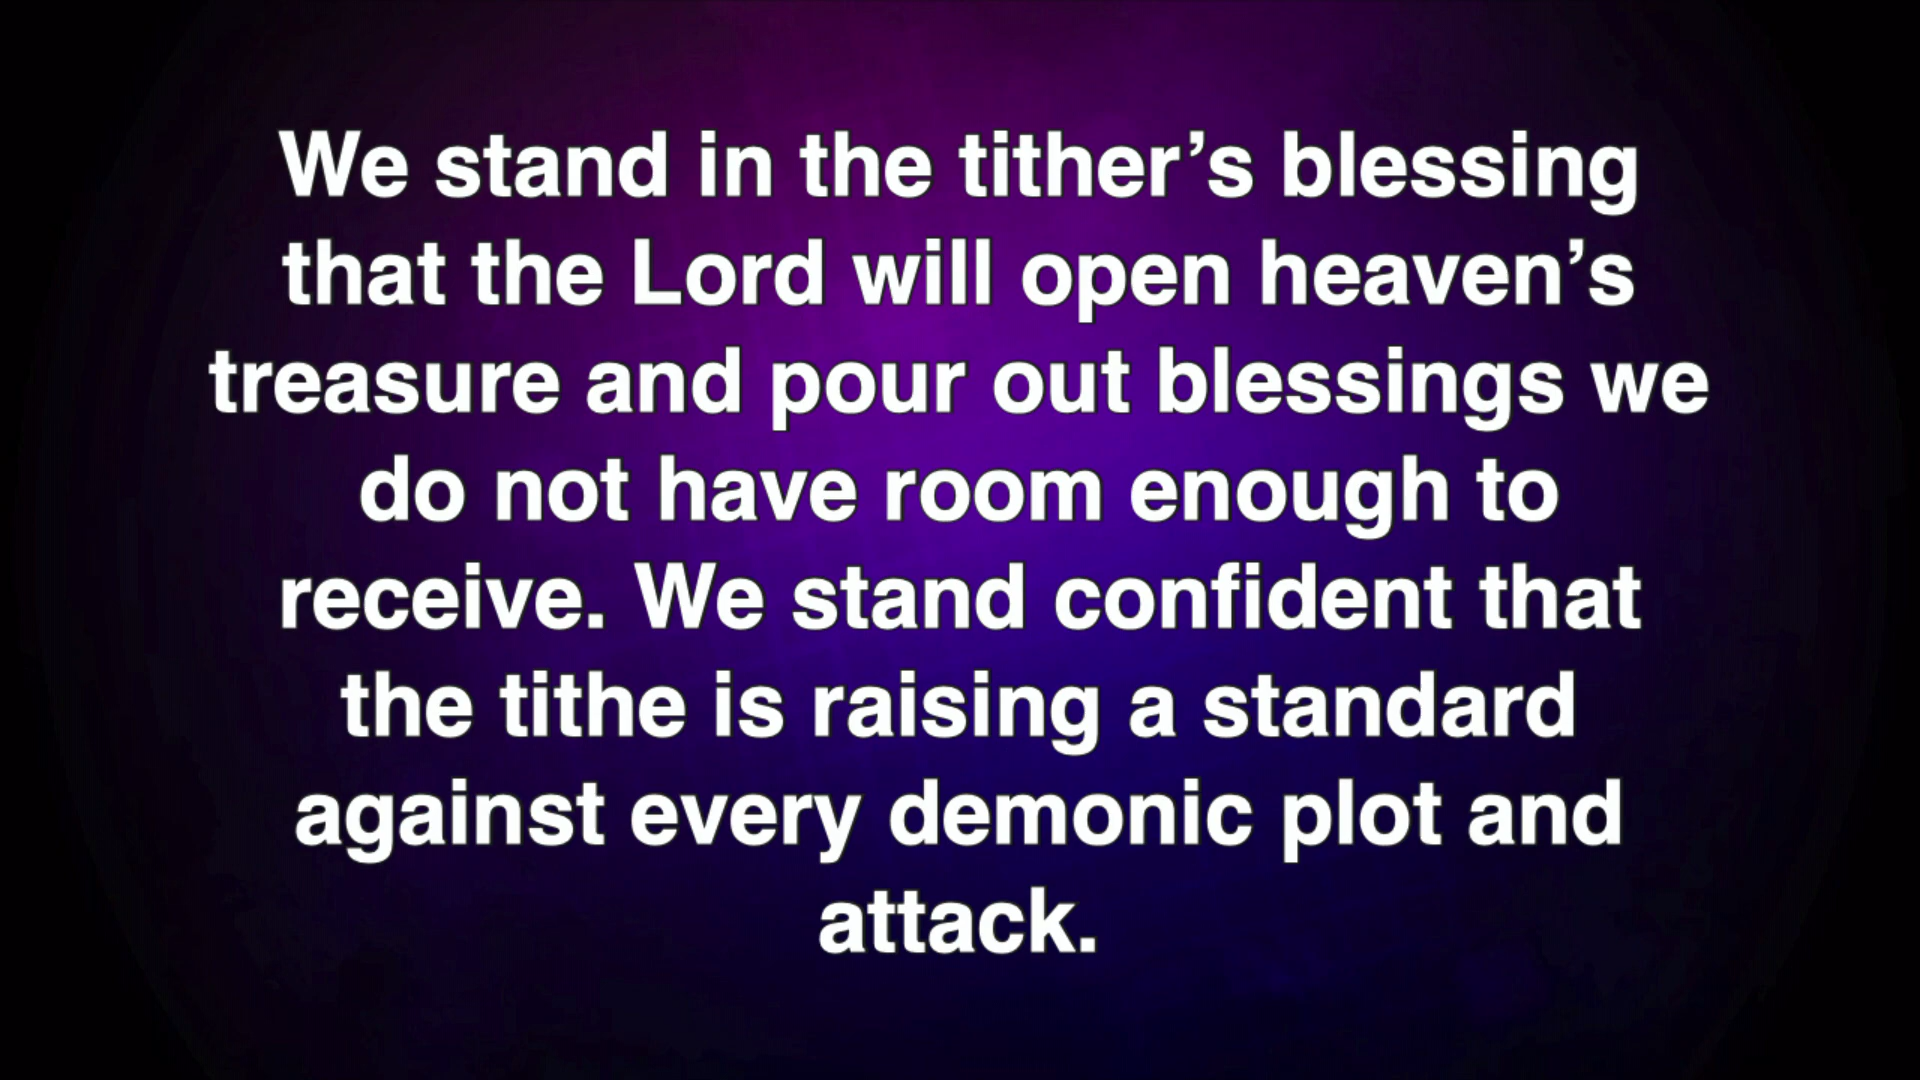 We stand in the tither’s blessing
that the Lord will open heaven’s
treasure and pour out blessings we
do not have room enough to
receive. We stand confident that
the tithe is raising a standard
against every demonic plot and
attack.